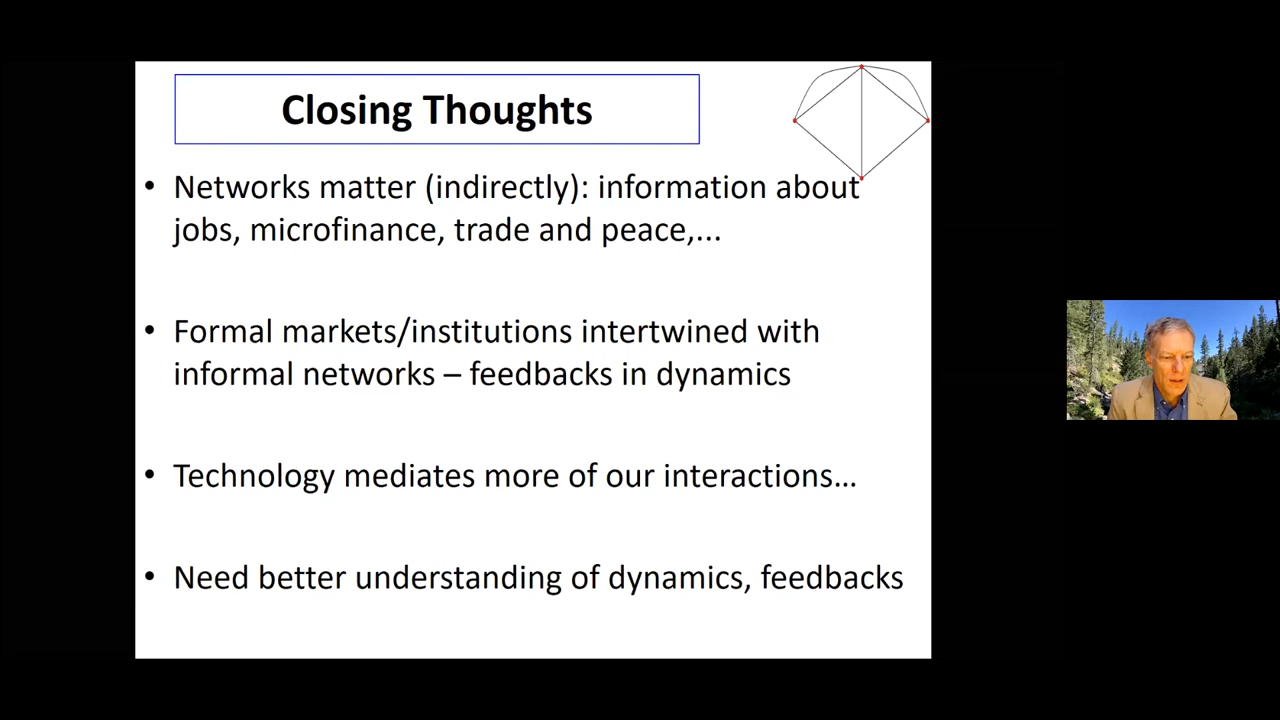 Closing Thoughts
• Networks matter (indirectly): information about
jobs, microfinance, trade and peace,...
• Formal markets/institutions intertwined with
informal networks – feedbacks in dynamics
• Technology mediates more of our interactions...
• Need better understanding of dynamics, feedbacks